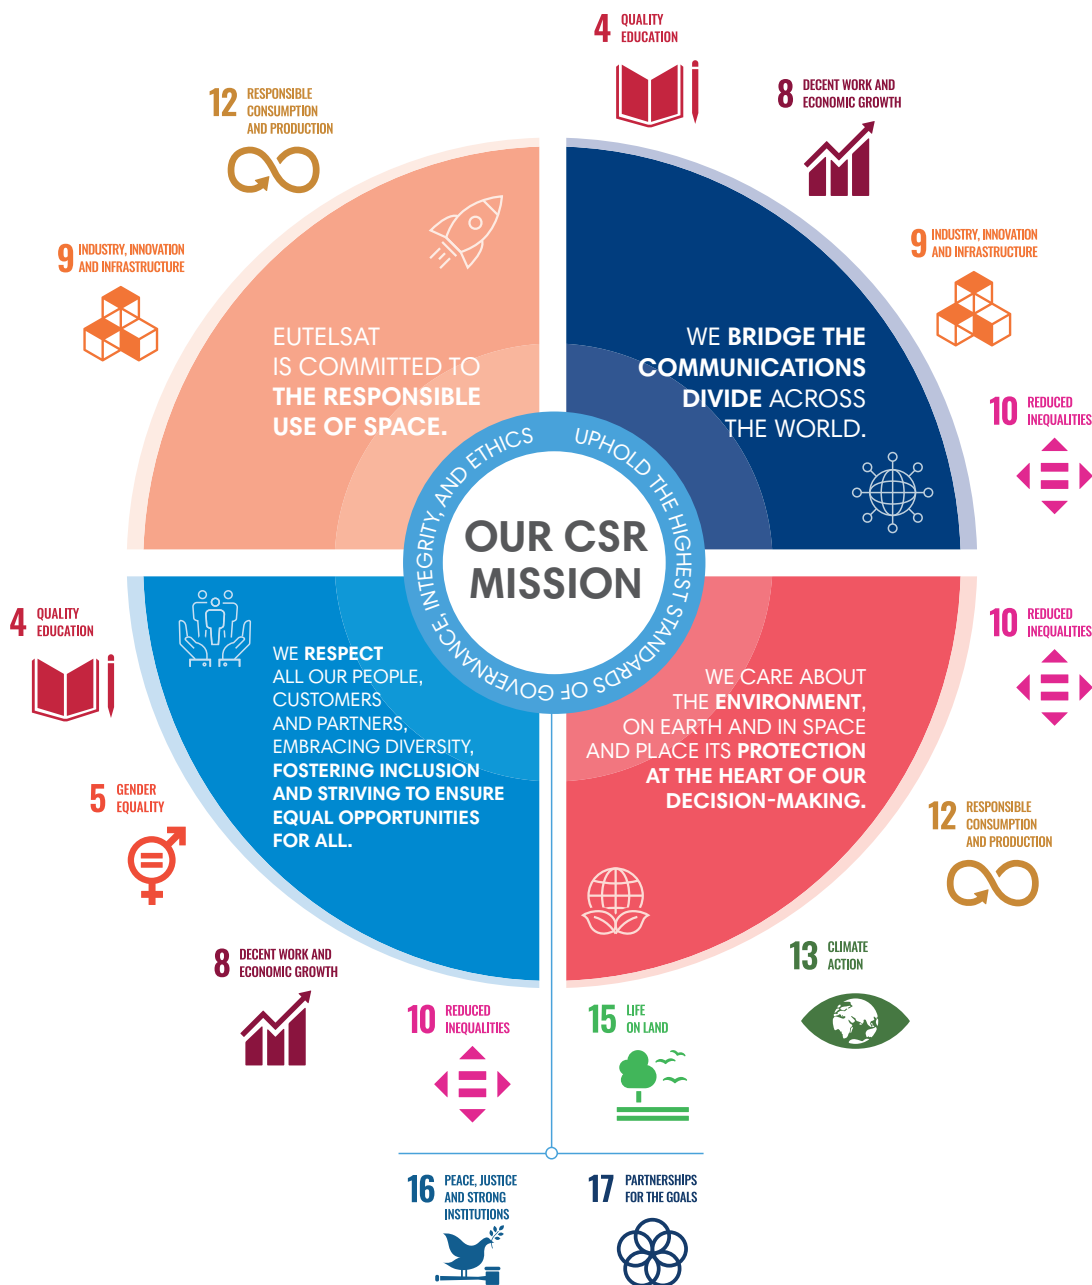 4 QUALITY
EDUCATION
12 RESPONSIBLE
CONSUMPTION
AND PRODUCTION
8 DECENT WORK AND
ECONOMIC GROWTH
9 INDUSTRY, INNOVATION
AND INFRASTRUCTURE
9 INDUSTRY, INNOVATION
AND INFRASTRUCTURE
EUTELSAT
IS COMMITTED TO
THE RESPONSIBLE
USE OF SPACE.
WE BRIDGE THE
COMMUNICATIONS
DIVIDE ACROSS
THE WORLD.
10 REDUCED
INEQUALITIES
UPHOLD THE HIGHEST STANDARDS OF GOVERNANCE, INTEGRITY, AND ETHICS
OUR CSR
MISSION
4 QUALITY
EDUCATION
10 REDUCED
INEQUALITIES
WE RESPECT
ALL OUR PEOPLE,
CUSTOMERS
AND PARTNERS,
EMBRACING DIVERSITY,
FOSTERING INCLUSION
AND STRIVING TO ENSURE
EQUAL OPPORTUNITIES
FOR ALL.
WE CARE ABOUT
THE ENVIRONMENT,
ON EARTH AND IN SPACE
AND PLACE ITS PROTECTION
AT THE HEART OF OUR
DECISION-MAKING.
5 GENDER
EQUALITY
12 RESPONSIBLE
CONSUMPTION
AND PRODUCTION
8 DECENT WORK AND
ECONOMIC GROWTH
13 CLIMATE
ACTION
10 REDUCED
INEQUALITIES
15 LIFE
ON LAND
16 PEACE, JUSTICE
AND STRONG
INSTITUTIONS
17 PARTNERSHIPS
FOR THE GOALS